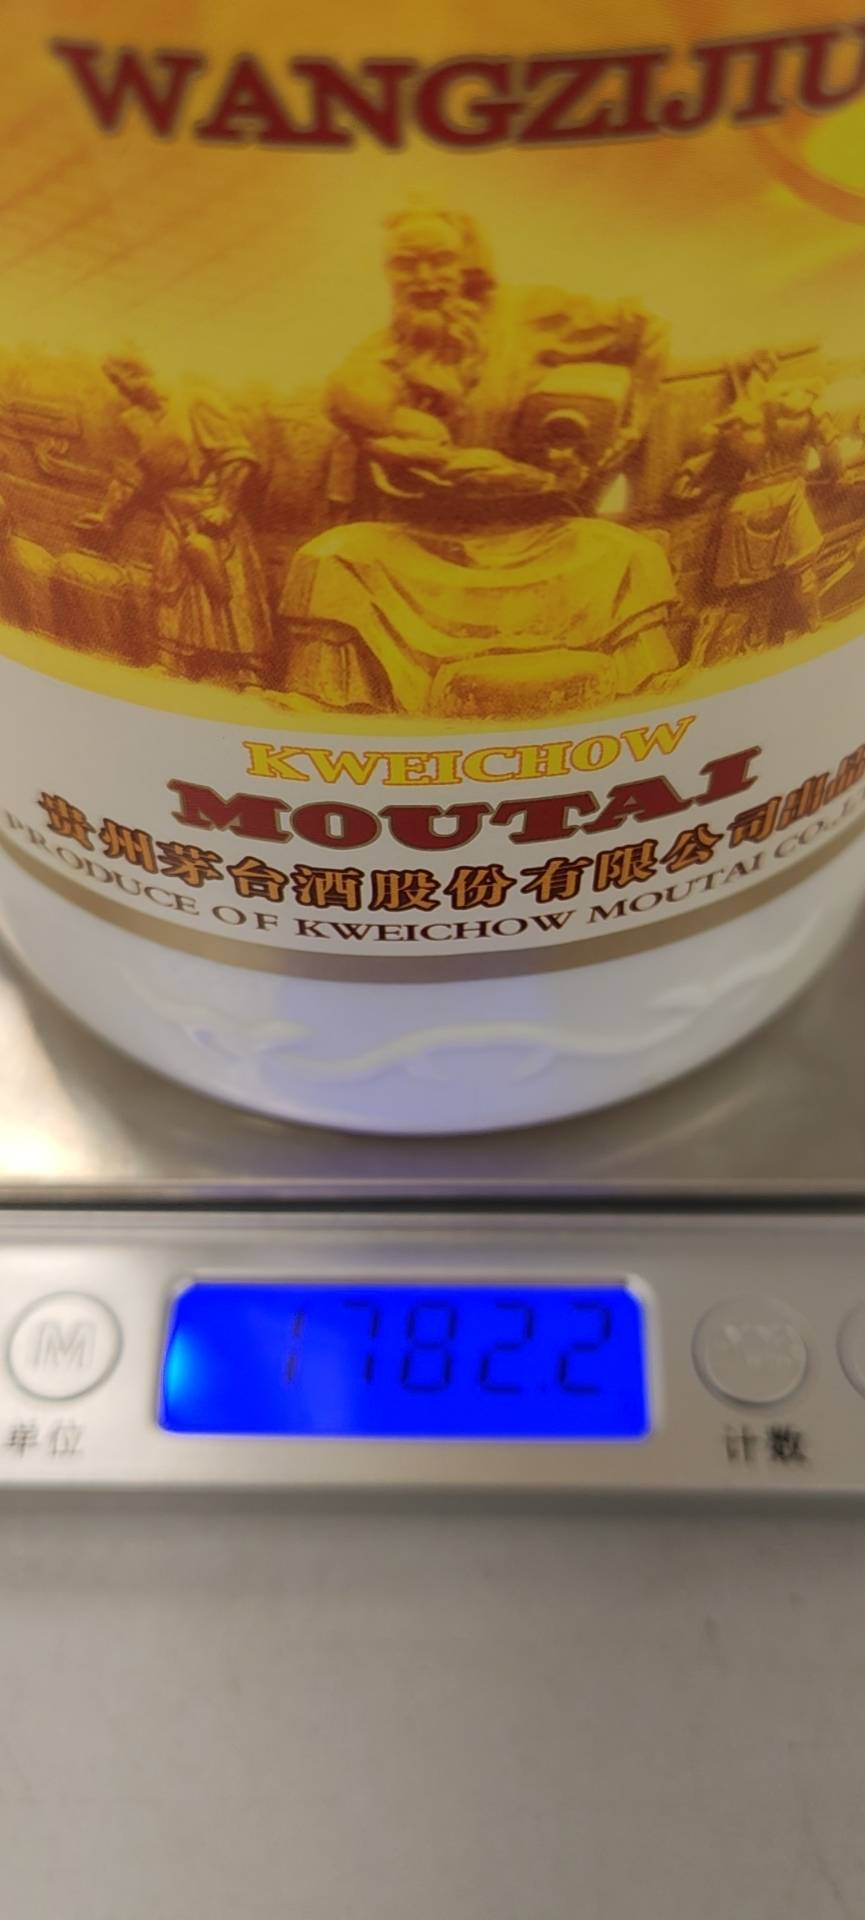 WANGZIJIU
KWEICHOW
MOUTAI
贵州茅台酒股份有限公司出品
PRODUCE OF KWEICHOW MOUTAI CO.,
M
1782.2
单位
计数